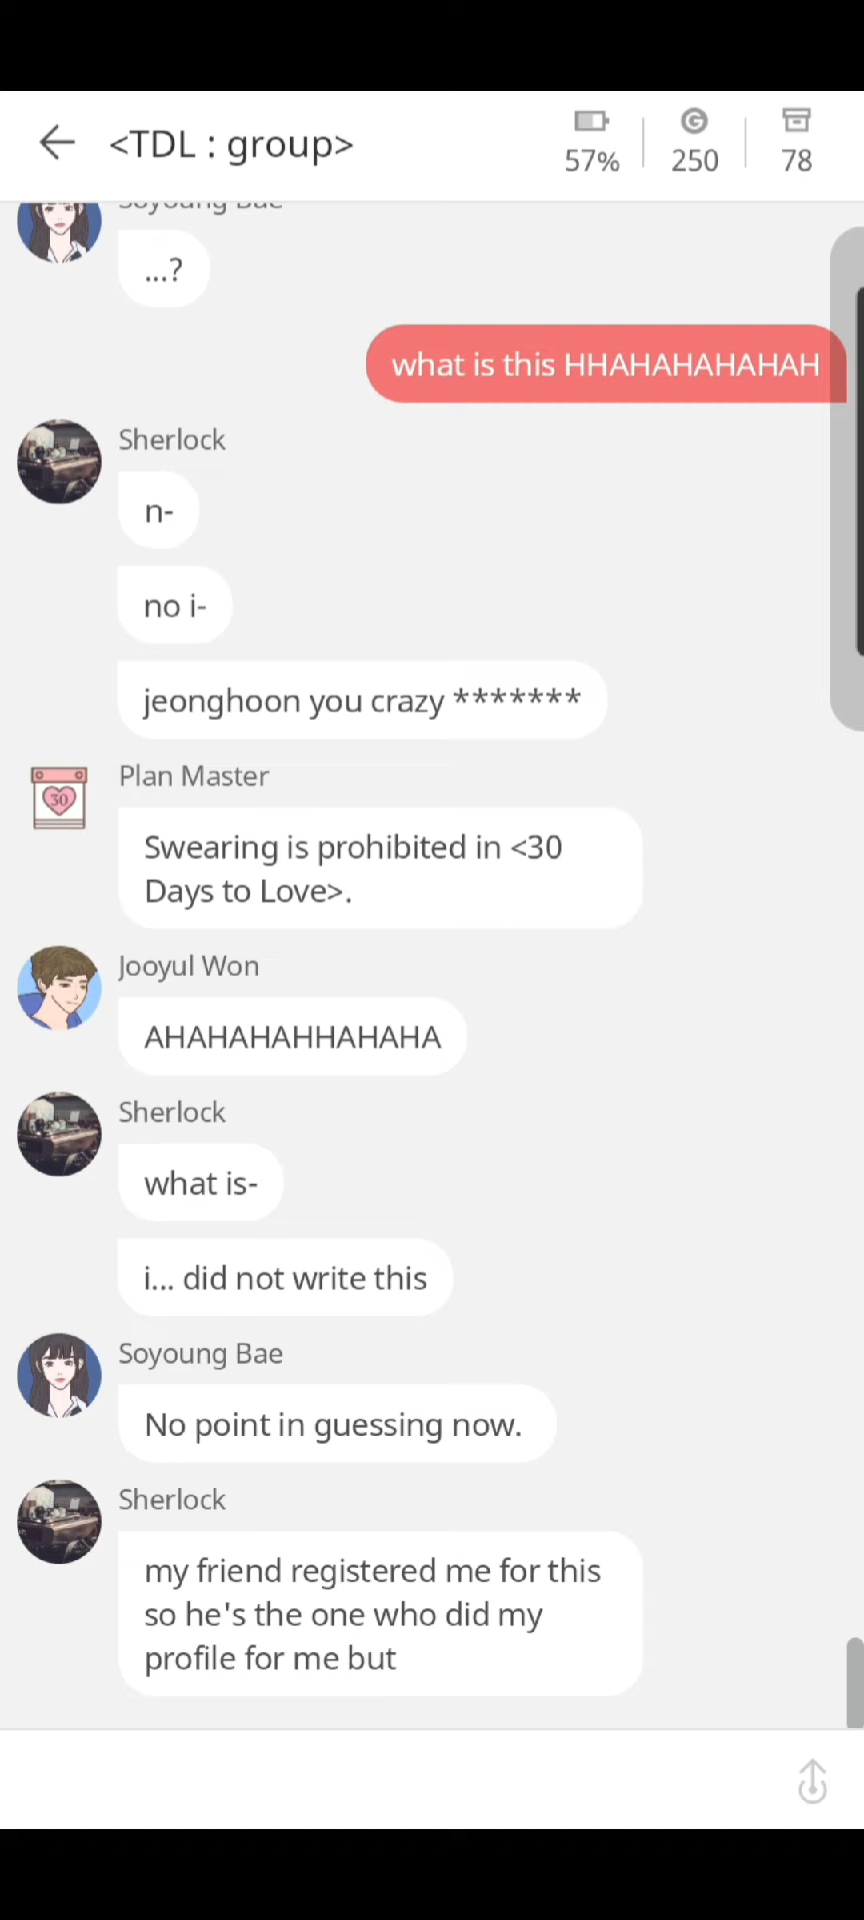 <TDL : group>
57%
250
78
Soyoung Bae
...?
what is this HHAHAHAHAHAH
Sherlock
n-
no i-
jeonghoon you crazy *******
Plan Master
30
Swearing is prohibited in <30
Days to Love>.
Jooyul Won
AHAHAHAHHAHAHA
Sherlock
what is-
i... did not write this
Soyoung Bae
No point in guessing now.
Sherlock
my friend registered me for this
so he's the one who did my
profile for me but